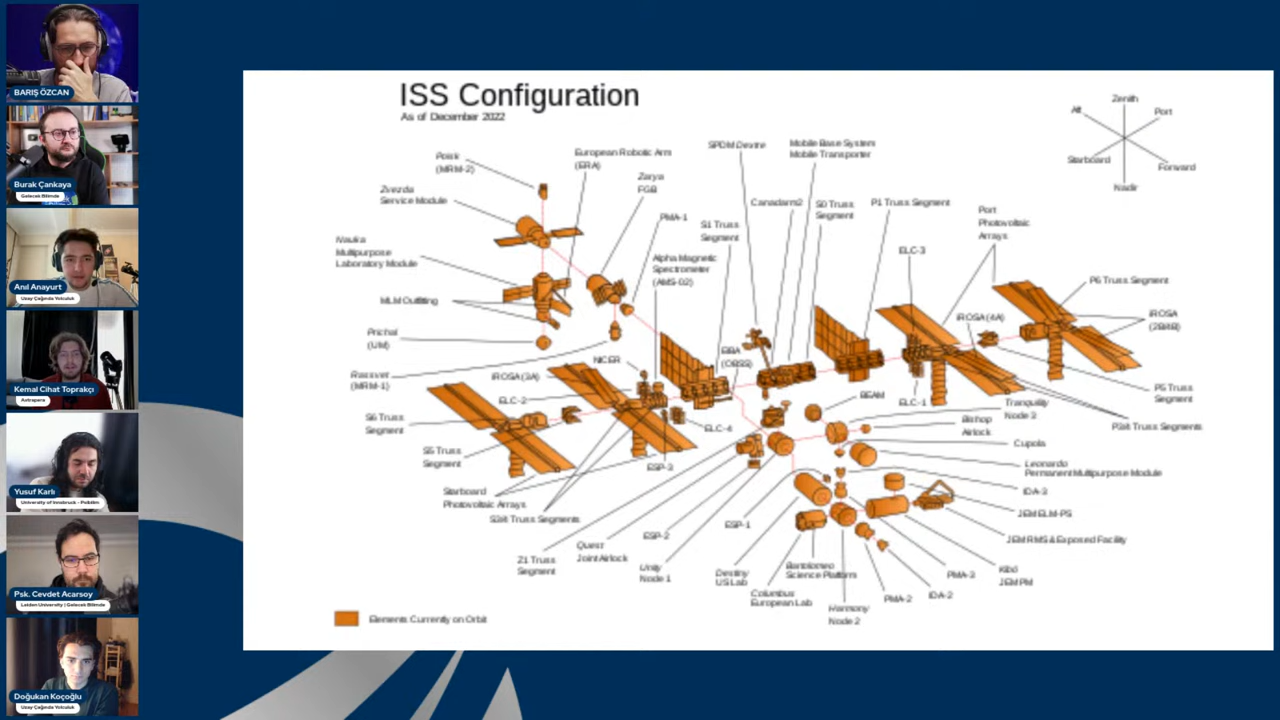 BARIŞ ÖZCAN
Burak Çankaya
Gelecek Bilimde
Anıl Anayurt
Uzay Çağında Yolculuk
Kemal Cihat Toprakçı
Astrapera
Yusuf Karlı
University of Innsbruck - Psibilim
Psk. Cevdet Acarsoy
Leiden University | Gelecek Bilimde
Doğukan Koçoğlu
Uzay Çağında Yolculuk
ISS Configuration
As of December 2022
Zenith
Aft
Port
Starboard
Forward
Nadir
Poisk
(MRM-2)
European Robotic Arm
(ERA)
SPDM Dextre
Mobile Base System
Mobile Transporter
Zvezda
Service Module
Zarya
FGB
PMA-1
S1 Truss
Segment
Canadarm2
S0 Truss
Segment
P1 Truss Segment
Port
Photovoltaic
Arrays
Nauka
Multipurpose
Laboratory Module
Alpha Magnetic
Spectrometer
(AMS-02)
ELC-3
P6 Truss Segment
MLM Outfitting
iROSA (4A)
iROSA
(2B/4B)
Prichal
(UM)
NICER
EIBA
(OBSS)
Rassvet
(MRM-1)
iROSA (3A)
ELC-2
BEAM
ELC-1
Tranquility
Node 3
P5 Truss
Segment
S6 Truss
Segment
ELC-4
Bishop
Airlock
P3/4 Truss Segments
Cupola
S5 Truss
Segment
ESP-3
Leonardo
Permanent Multipurpose Module
Starboard
Photovoltaic Arrays
IDA-3
S3/4 Truss Segments
JEM ELM-PS
ESP-1
ESP-2
JEM RMS & Exposed Facility
Z1 Truss
Segment
Quest
Joint Airlock
Unity
Node 1
Destiny
US Lab
Bartolomeo
Science Platform
PMA-3
Kibo
JEM PM
Columbus
European Lab
Harmony
Node 2
PMA-2
IDA-2
Elements Currently on Orbit